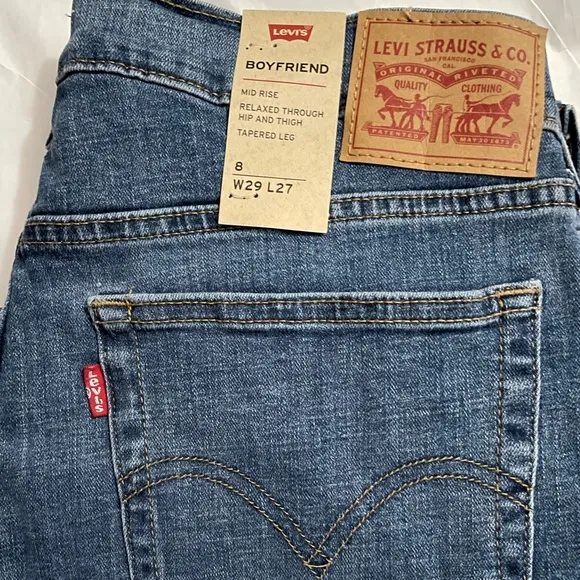 Levi's
BOYFRIEND
MID RISE
RELAXED THROUGH
HIP AND THIGH
TAPERED LEG
8
W29 L27
LEVI STRAUSS & CO.
SAN FRANCISCO
CAL.
ORIGINAL RIVETED
QUALITY CLOTHING
PATENTED MAY 20 1873
Levi's